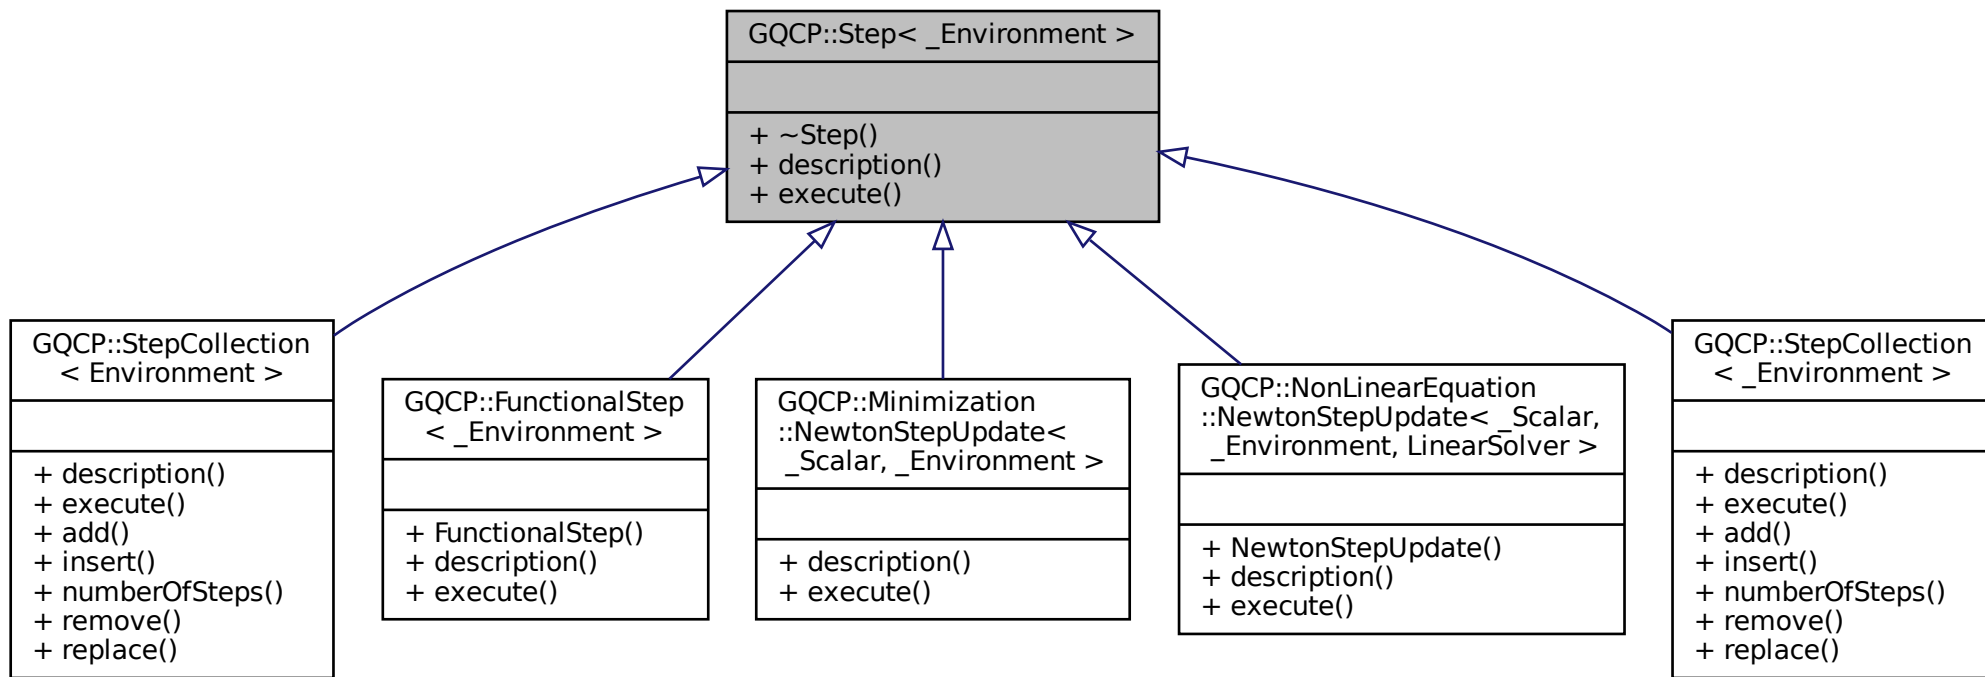 GQCP::Step< _Environment >
+ ~Step()
+ description()
+ execute()
GQCP::StepCollection
< Environment >
+ description()
+ execute()
+ add()
+ insert()
+ numberOfSteps()
+ remove()
+ replace()
GQCP::FunctionalStep
< _Environment >
+ FunctionalStep()
+ description()
+ execute()
GQCP::Minimization
::NewtonStepUpdate<
_Scalar, _Environment >
+ description()
+ execute()
GQCP::NonLinearEquation
::NewtonStepUpdate< _Scalar,
_Environment, LinearSolver >
+ NewtonStepUpdate()
+ description()
+ execute()
GQCP::StepCollection
< _Environment >
+ description()
+ execute()
+ add()
+ insert()
+ numberOfSteps()
+ remove()
+ replace()